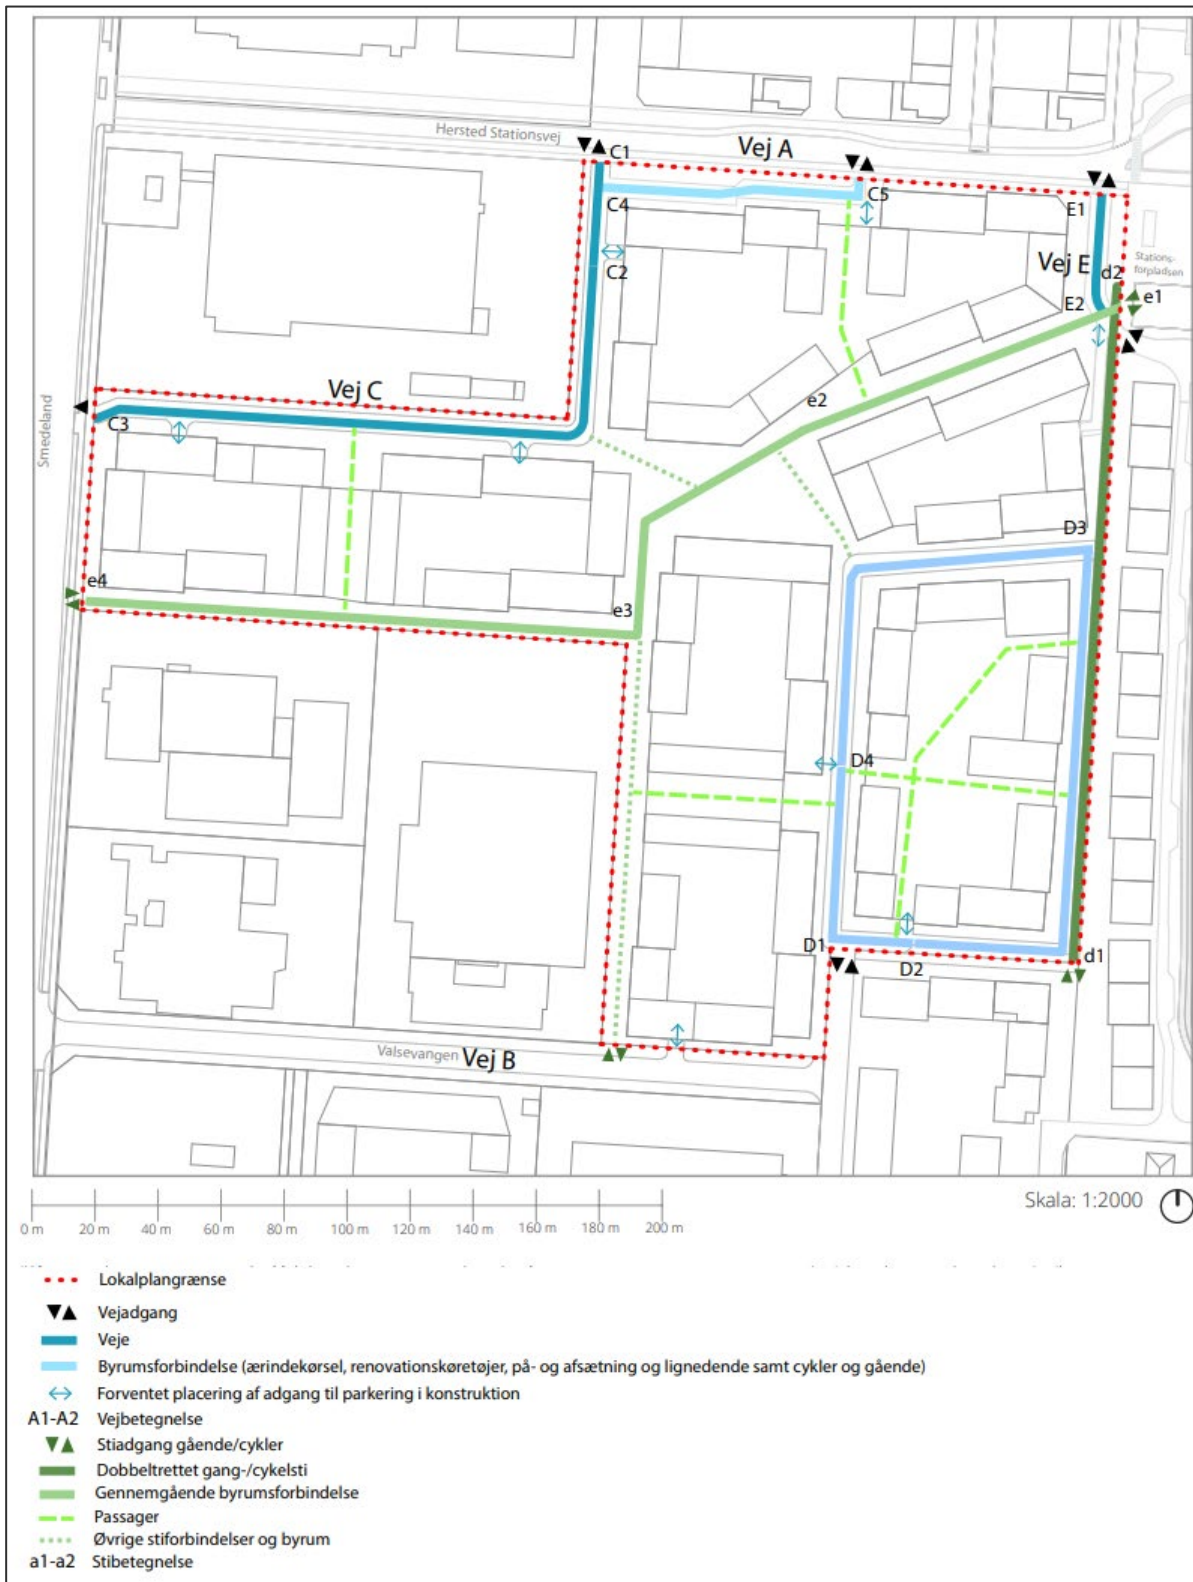 Hersted Stationsvej
Vej A
C1
C4
C5
C2
E1
Vej E
d2
Stations-
forpladsen
E2
e1
Smedeland
Vej C
C3
e2
D3
e4
e3
D4
D1
D2
d1
Valsevangen
Vej B
Skala: 1:2000
0 m 20 m 40 m 60 m 80 m 100 m 120 m 140 m 160 m 180 m 200 m
Lokalplangrænse
Vejadgang
Veje
Byrumsforbindelse (ærindekørsel, renovationskøretøjer, på- og afsætning og lignedende samt cykler og gående)
Forventet placering af adgang til parkering i konstruktion
A1-A2 Vejbetegnelse
Stiadgang gående/cykler
Dobbeltrettet gang-/cykelsti
Gennemgående byrumsforbindelse
Passager
Øvrige stiforbindelser og byrum
a1-a2 Stibetegnelse